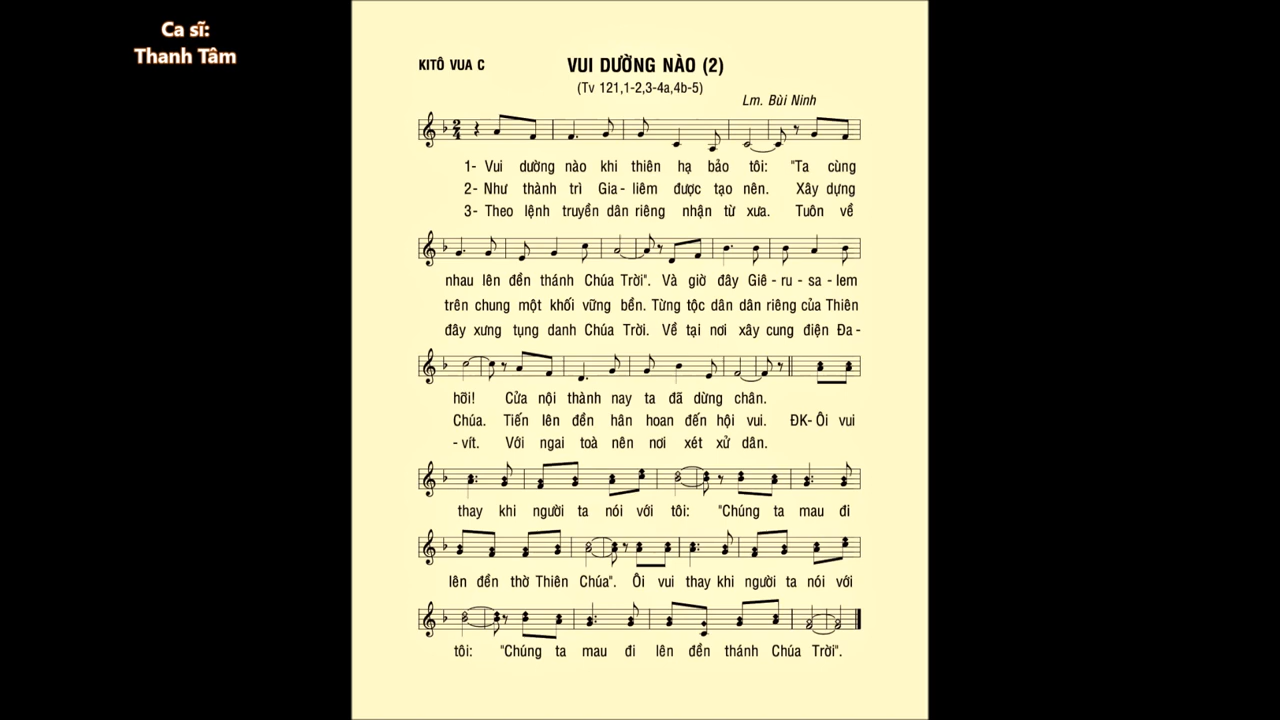 Ca sĩ:
Thanh Tâm
KITÔ VUA C
VUI DƯỜNG NÀO (2)
(Tv 121,1-2,3-4a,4b-5)
Lm. Bùi Ninh
2
4
1- Vui dường nào khi thiên hạ bảo tôi: "Ta cùng
2- Như thành trì Gia - liêm được tạo nên. Xây dựng
3- Theo lệnh truyền dân riêng nhận từ xưa. Tuôn về
nhau lên đền thánh Chúa Trời". Và giờ đây Giê - ru - sa - lem
trên chung một khối vững bền. Từng tộc dân dân riêng của Thiên
đây xưng tụng danh Chúa Trời. Về tại nơi xây cung điện Đa -
hỡi! Cửa nội thành nay ta đã dừng chân.
Chúa. Tiến lên đền hân hoan đến hội vui. ĐK- Ôi vui
- vít. Với ngai toà nên nơi xét xử dân.
thay khi người ta nói với tôi: "Chúng ta mau đi
lên đền thờ Thiên Chúa". Ôi vui thay khi người ta nói với
tôi: "Chúng ta mau đi lên đền thánh Chúa Trời".